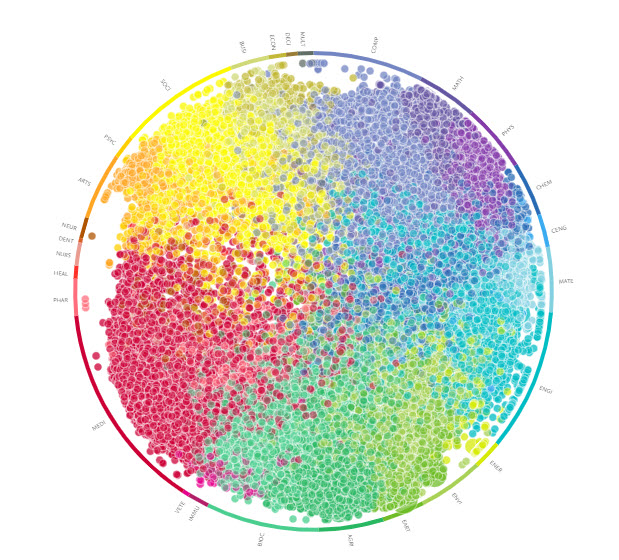 MULT
COMP
MATH
PHYS
CHEM
CENG
MATE
ENGI
ENER
ENVI
EART
AGRI
BIOC
IMMU
VETE
MEDI
PHAR
HEAL
NURS
DENT
NEUR
ARTS
PSYC
SOCI
BUSI
ECON
DECI